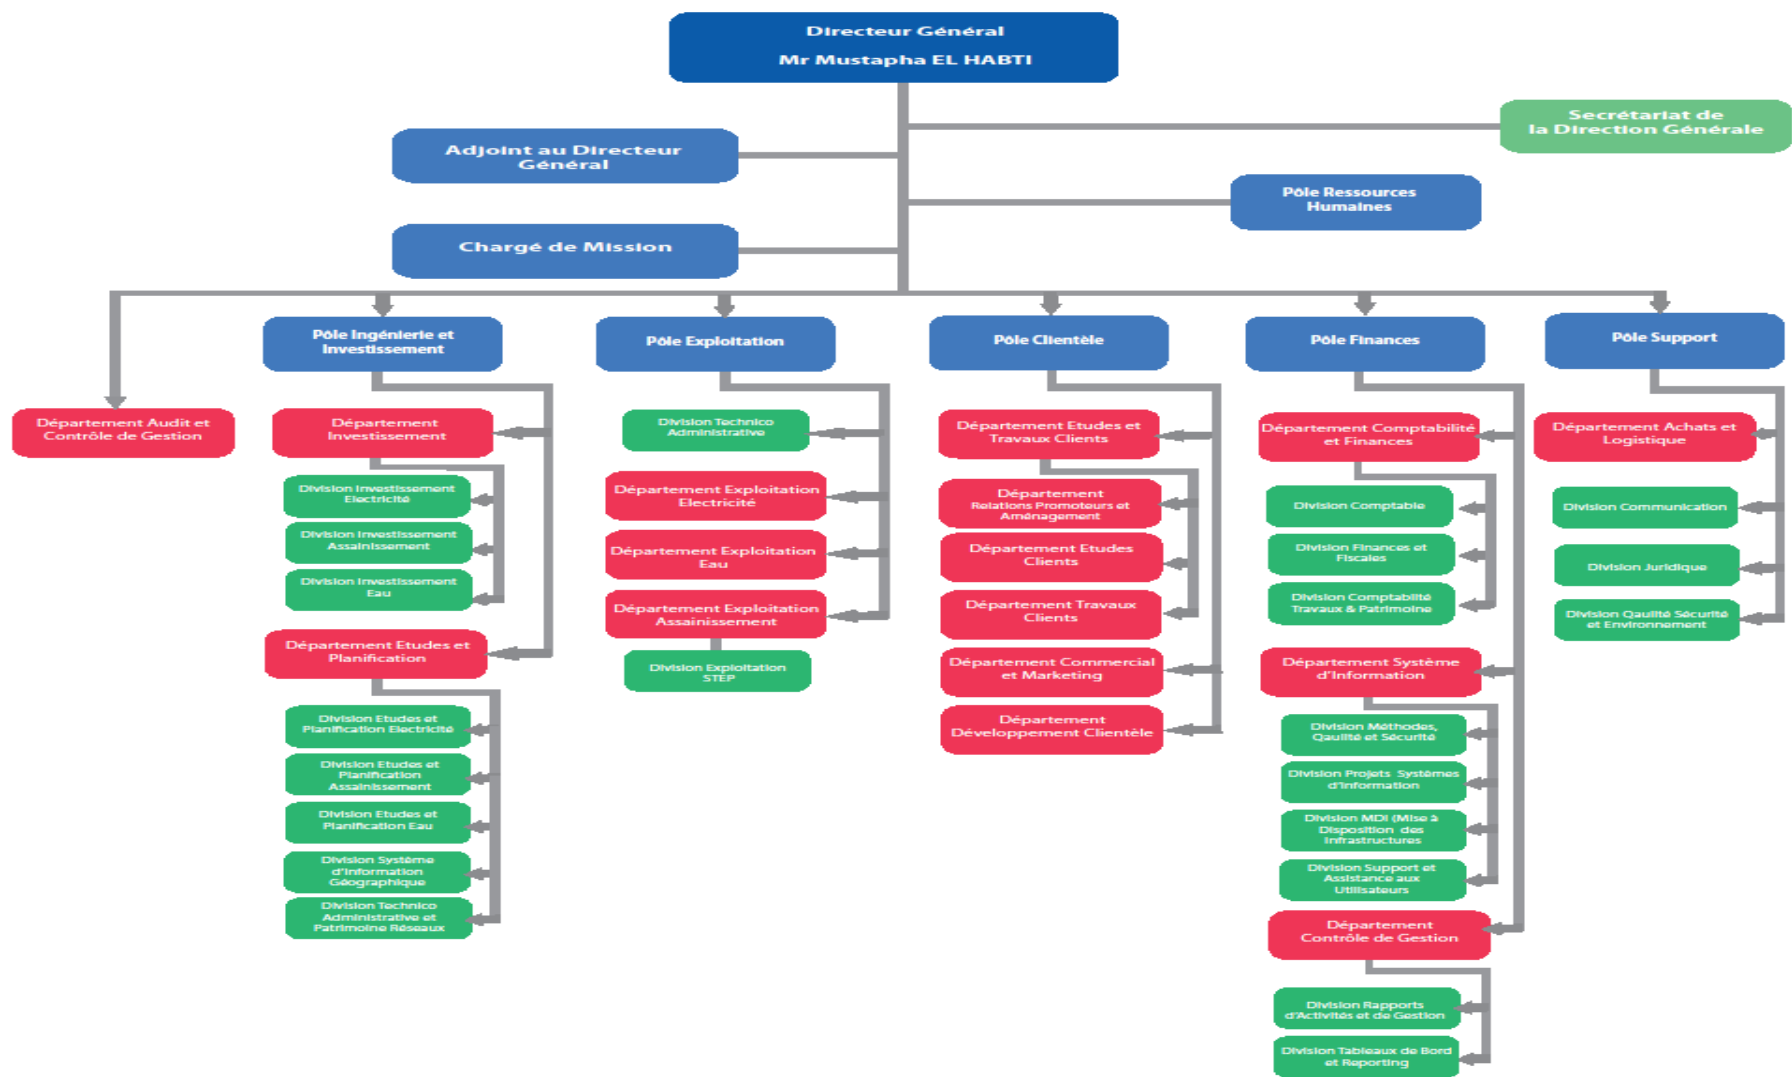 Directeur Général
Mr Mustapha EL HABTI
Secrétariat de
la Direction Générale
Adjoint au Directeur
Général
Pôle Ressources
Humaines
Chargé de Mission
Pôle Ingénierie et
Investissement
Pôle Exploitation
Pôle Clientèle
Pôle Finances
Pôle Support
Département Audit et
Contrôle de Gestion
Département
Investissement
Division Investissement
Electricité
Division Investissement
Assainissement
Division Investissement
Eau
Département Etudes et
Planification
Division Etudes et
Planification Electricité
Division Etudes et
Planification
Assainissement
Division Etudes et
Planification Eau
Division Système
d'Information
Géographique
Division Technico
Administrative et
Patrimoine Réseaux
Division Technico
Administrative
Département Exploitation
Electricité
Département Exploitation
Eau
Département Exploitation
Assainissement
Division Exploitation
STEP
Département Etudes et
Travaux Clients
Département
Relations Promoteurs et
Aménagement
Département Etudes
Clients
Département Travaux
Clients
Département Commercial
et Marketing
Département
Développement Clientèle
Département Comptabilité
et Finances
Division Comptable
Division Finances et
Fiscales
Division Comptabilité
Travaux & Patrimoine
Département Système
d'Information
Division Méthodes,
Qaulité et Sécurité
Division Projets Systèmes
d'Information
Division MDI (Mise à
Disposition des
Infrastructures
Division Support et
Assistance aux
Utilisateurs
Département
Contrôle de Gestion
Division Rapports
d'Activités et de Gestion
Division Tableaux de Bord
et Reporting
Département Achats et
Logistique
Division Communication
Division Juridique
Division Qaulité Sécurité
et Environnement